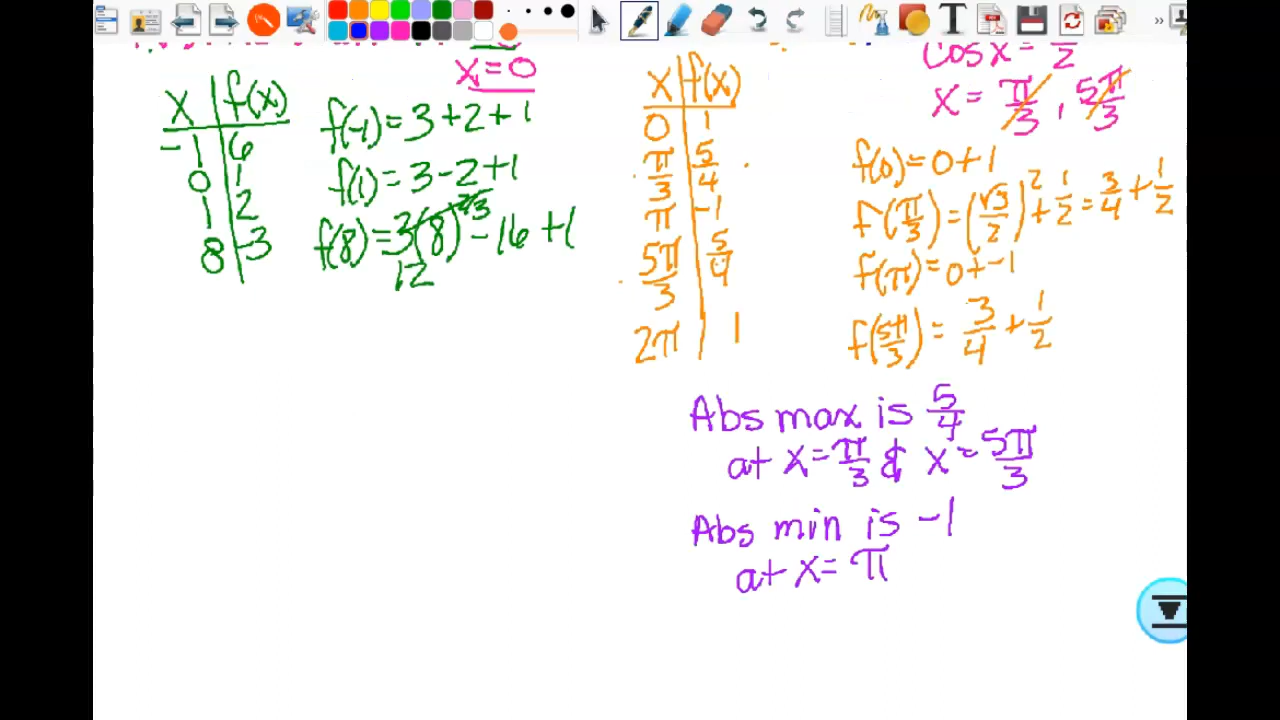 x = 0
x | f(x)
-1 | 6
0 | 1
1 | 2
8 | -3
f(-1) = 3 + 2 + 1
f(1) = 3 - 2 + 1
f(8) = 3(8)^2/3 - 16 + 1
12
cos x = 1/2
x = π/3, 5π/3
x | f(x)
0 | 1
π/3 | 5/4
π | -1
5π/3 | 5/4
2π | 1
f(0) = 0 + 1
f(π/3) = (√3/2)^2 + 1/2 = 3/4 + 1/2
f(π) = 0 + -1
f(5π/3) = 3/4 + 1/2
Abs max is 5/4
at x = π/3 & x = 5π/3
Abs min is -1
at x = π